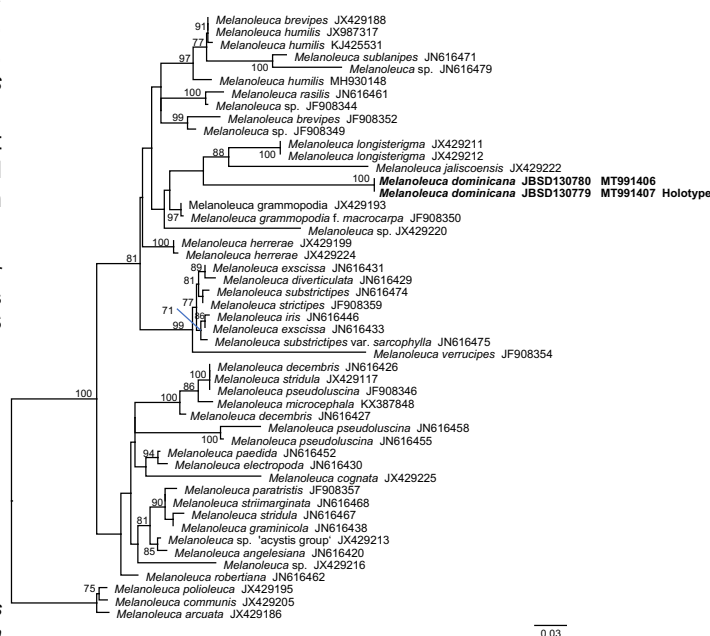 91
Melanoleuca brevipes JX429188
Melanoleuca humilis JX987317
77
Melanoleuca humilis KJ425531
97
Melanoleuca sublanipes JN616471
100
Melanoleuca sp. JN616479
Melanoleuca humilis MH930148
100
Melanoleuca rasilis JN616461
Melanoleuca sp. JF908344
99
Melanoleuca brevipes JF908352
Melanoleuca sp. JF908349
Melanoleuca longisterigma JX429211
88
100
Melanoleuca longisterigma JX429212
Melanoleuca jaliscoensis JX429222
100
Melanoleuca dominicana JBSD130780 MT991406
Melanoleuca dominicana JBSD130779 MT991407 Holotype
Melanoleuca grammopodia JX429193
97
Melanoleuca grammopodia f. macrocarpa JF908350
Melanoleuca sp. JX429220
100
Melanoleuca herrerae JX429199
Melanoleuca herrerae JX429224
81
89
Melanoleuca exscissa JN616431
81
Melanoleuca diverticulata JN616429
Melanoleuca substrictipes JN616474
77
Melanoleuca strictipes JF908359
71
86
Melanoleuca iris JN616446
99
Melanoleuca exscissa JN616433
Melanoleuca substrictipes var. sarcophylla JN616475
Melanoleuca verrucipes JF908354
Melanoleuca decembris JN616426
100
Melanoleuca stridula JX429117
86
Melanoleuca pseudoluscina JF908346
100
100
Melanoleuca microcephala KX387848
Melanoleuca decembris JN616427
Melanoleuca pseudoluscina JN616458
100
Melanoleuca pseudoluscina JN616455
94
Melanoleuca paedida JN616452
Melanoleuca electropoda JN616430
Melanoleuca cognata JX429225
Melanoleuca paratristis JF908357
90
Melanoleuca striimarginata JN616468
Melanoleuca stridula JN616467
81
Melanoleuca graminicola JN616438
Melanoleuca sp. 'acystis group' JX429213
85
Melanoleuca angelesiana JN616420
Melanoleuca sp. JX429216
Melanoleuca robertiana JN616462
75
Melanoleuca polioleuca JX429195
Melanoleuca communis JX429205
Melanoleuca arcuata JX429186
0.03